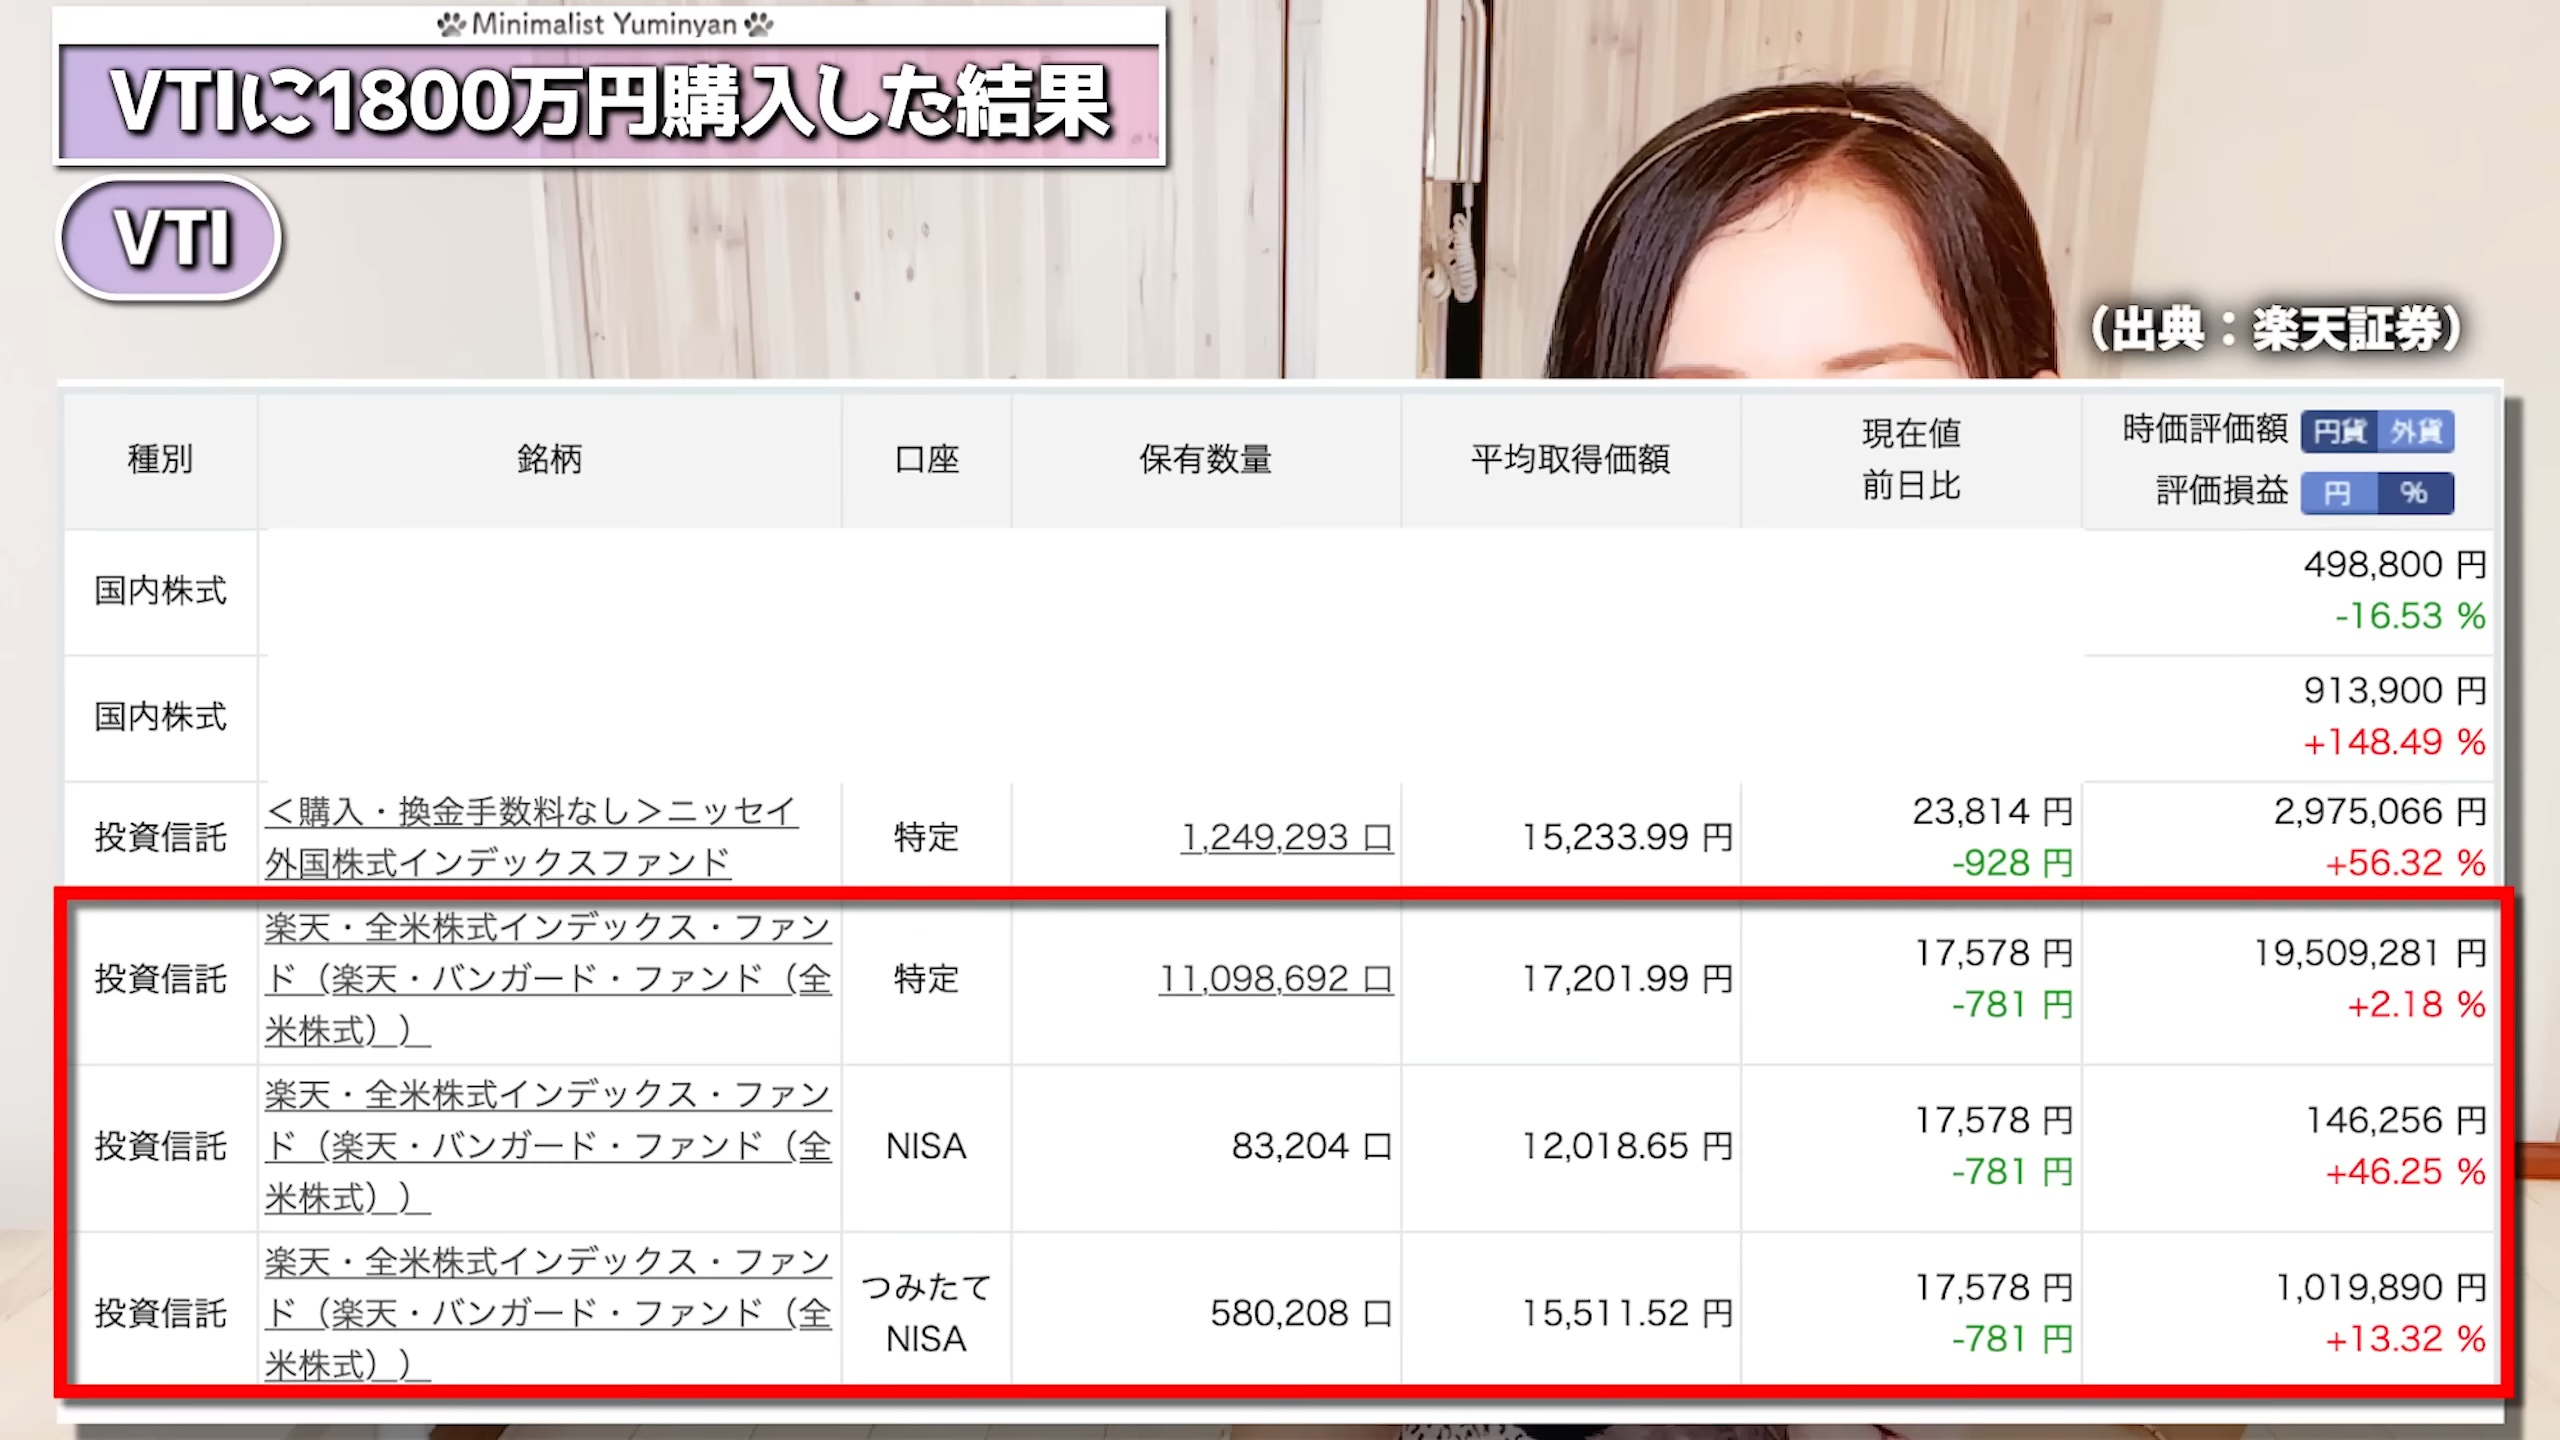 Minimalist Yuminyan
VTIに1800万円購入した結果
VTI
（出典：楽天証券）
種別
銘柄
口座
保有数量
平均取得価額
現在値
前日比
時価評価額 円貨 外貨
評価損益 円 %
国内株式
498,800 円
-16.53 %
国内株式
913,900 円
+148.49 %
投資信託
＜購入・換金手数料なし＞ニッセイ
外国株式インデックスファンド
特定
1,249,293 口
15,233.99 円
23,814 円
-928 円
2,975,066 円
+56.32 %
投資信託
楽天・全米株式インデックス・ファン
ド（楽天・バンガード・ファンド（全
米株式））
特定
11,098,692 口
17,201.99 円
17,578 円
-781 円
19,509,281 円
+2.18 %
投資信託
楽天・全米株式インデックス・ファン
ド（楽天・バンガード・ファンド（全
米株式））
NISA
83,204 口
12,018.65 円
17,578 円
-781 円
146,256 円
+46.25 %
投資信託
楽天・全米株式インデックス・ファン
ド（楽天・バンガード・ファンド（全
米株式））
つみたて
NISA
580,208 口
15,511.52 円
17,578 円
-781 円
1,019,890 円
+13.32 %